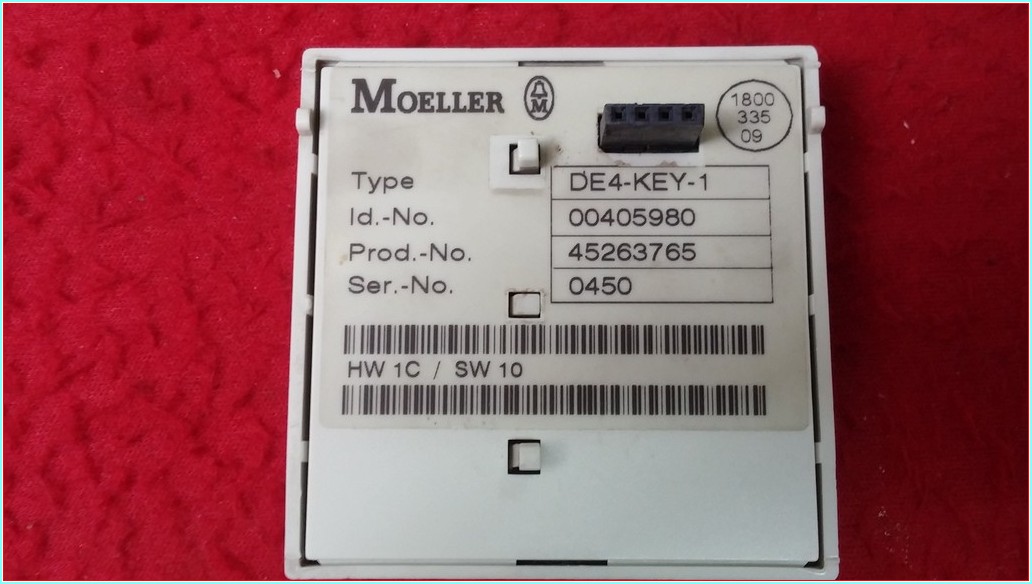 MOELLER M
1800
335
09
Type DE4-KEY-1
Id.-No. 00405980
Prod.-No. 45263765
Ser.-No. 0450
HW 1C / SW 10